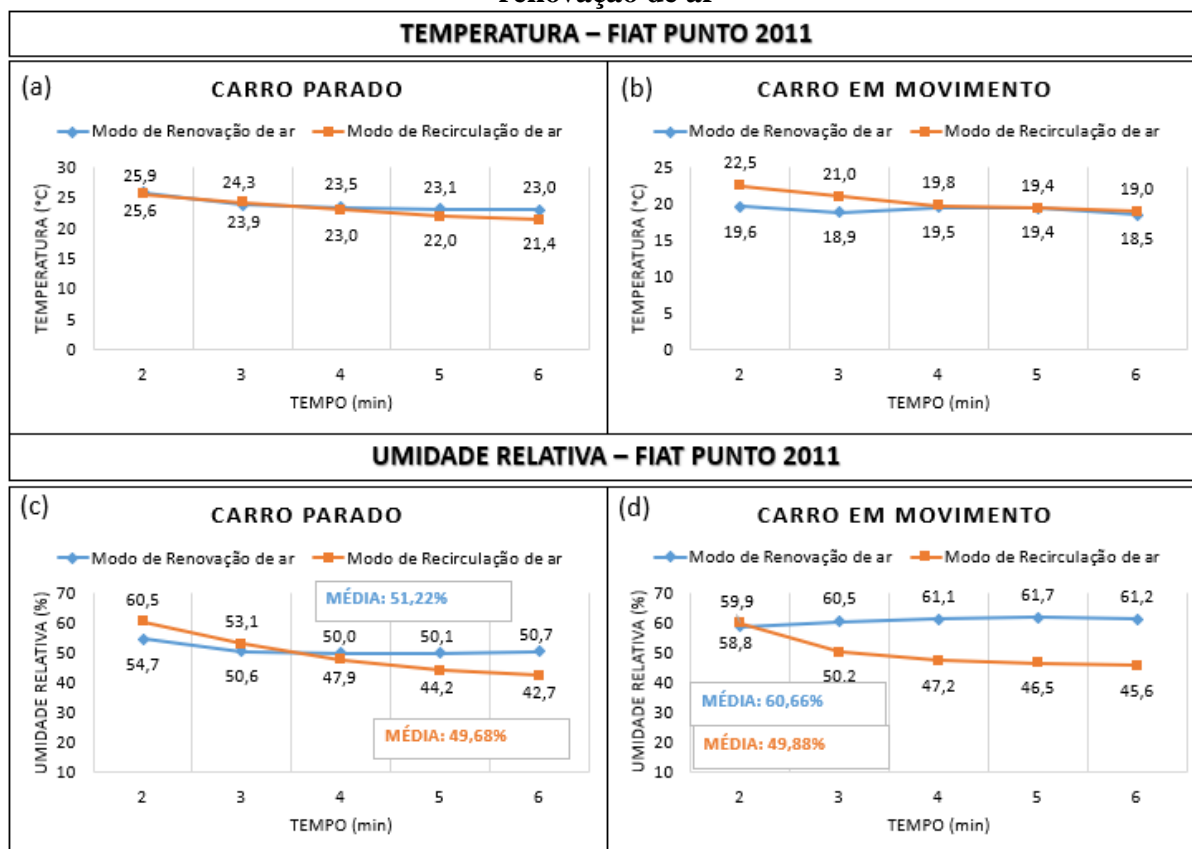 renovação de ar
TEMPERATURA – FIAT PUNTO 2011
(a)
CARRO PARADO
Modo de Renovação de ar Modo de Recirculação de ar
TEMPERATURA (°C)
30
25
20
15
10
5
0
25,9 24,3 23,5 23,1 23,0
25,6 23,9 23,0 22,0 21,4
2 3 4 5 6
TEMPO (min)
(b)
CARRO EM MOVIMENTO
Modo de Renovação de ar Modo de Recirculação de ar
TEMPERATURA (°C)
25
20
15
10
5
0
22,5 21,0 19,8 19,4 19,0
19,6 18,9 19,5 19,4 18,5
2 3 4 5 6
TEMPO (min)
UMIDADE RELATIVA – FIAT PUNTO 2011
(c)
CARRO PARADO
Modo de Renovação de ar Modo de Recirculação de ar
UMIDADE RELATIVA (%)
70
60
50
40
30
20
10
MÉDIA: 51,22%
60,5 53,1 50,0 50,1 50,7
54,7 50,6 47,9 44,2 42,7
MÉDIA: 49,68%
2 3 4 5 6
TEMPO (min)
(d)
CARRO EM MOVIMENTO
Modo de Renovação de ar Modo de Recirculação de ar
UMIDADE RELATIVA (%)
70
60
50
40
30
20
10
59,9 60,5 61,1 61,7 61,2
58,8 50,2 47,2 46,5 45,6
MÉDIA: 60,66%
MÉDIA: 49,88%
2 3 4 5 6
TEMPO (min)